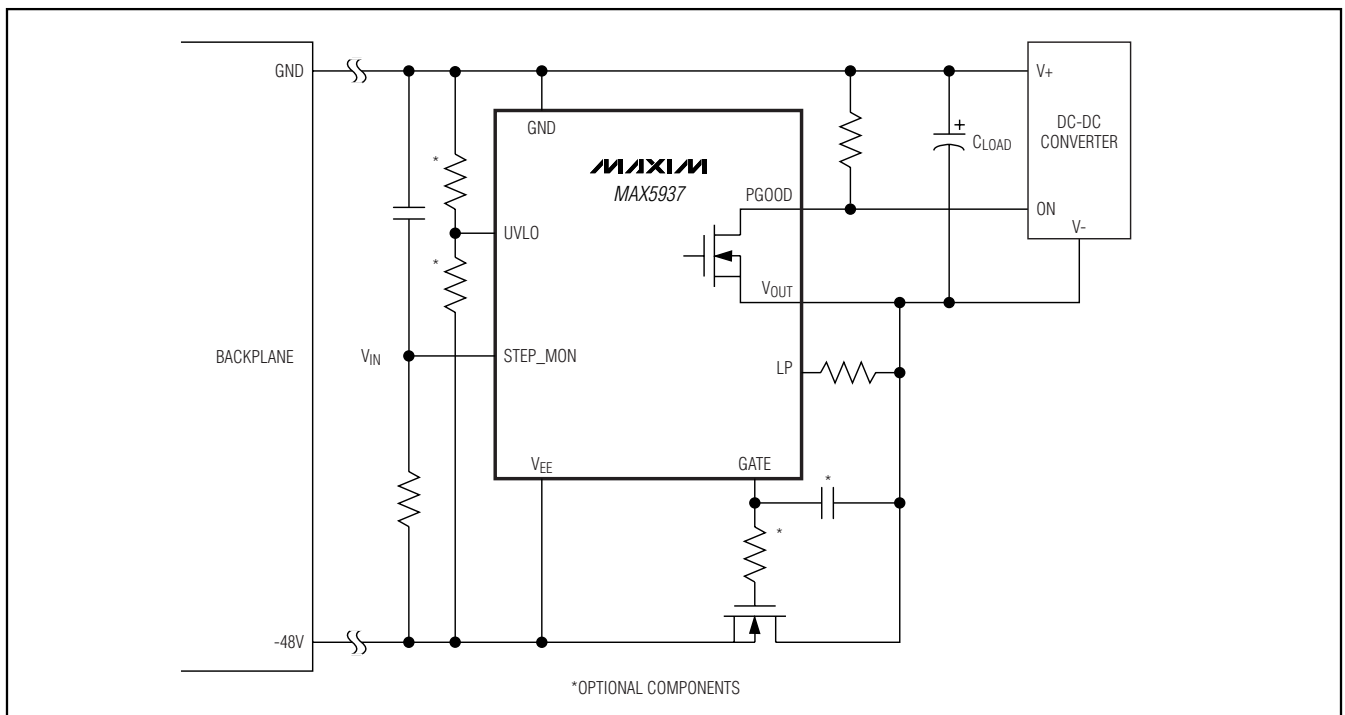 GND
V+
GND
DC-DC
CONVERTER
+
CLOAD
*
MAXIM
MAX5937
PGOOD
ON
V-
UVLO
*
VOUT
BACKPLANE
VIN
STEP_MON
LP
VEE
GATE
*
*
-48V
*OPTIONAL COMPONENTS